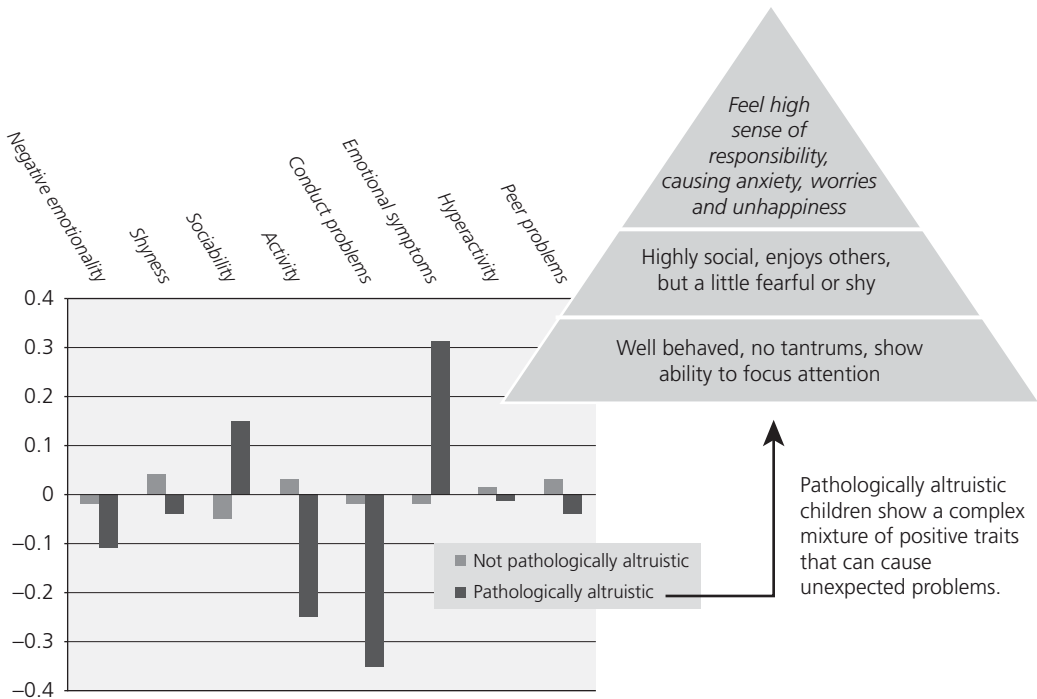 Negative emotionality
Shyness
Sociability
Activity
Conduct problems
Emotional symptoms
Hyperactivity
Peer problems
0.4
0.3
0.2
0.1
0
–0.1
–0.2
–0.3
–0.4
Not pathologically altruistic
Pathologically altruistic
Feel high
sense of
responsibility,
causing anxiety, worries
and unhappiness
Highly social, enjoys others,
but a little fearful or shy
Well behaved, no tantrums, show
ability to focus attention
Pathologically altruistic
children show a complex
mixture of positive traits
that can cause
unexpected problems.